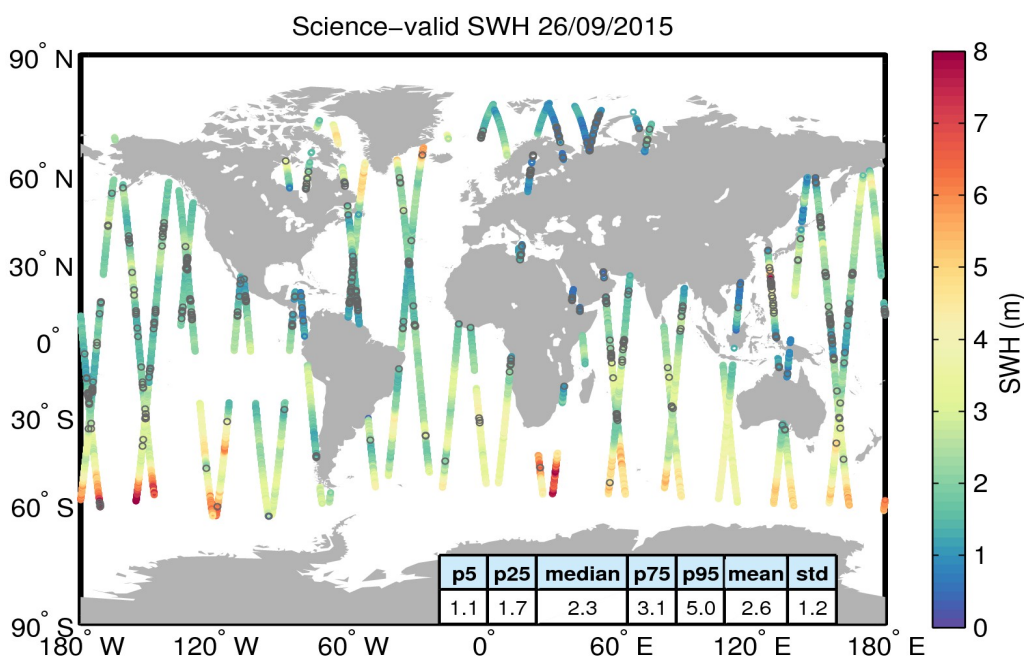 Science−valid SWH 26/09/2015
90° N
60° N
30° N
0°
30° S
60° S
90° S
180° W
120° W
60° W
0°
60° E
120° E
180° E
p5 p25 median p75 p95 mean std
1.1 1.7 2.3 3.1 5.0 2.6 1.2
8
7
6
5
4
3
2
1
0
SWH (m)